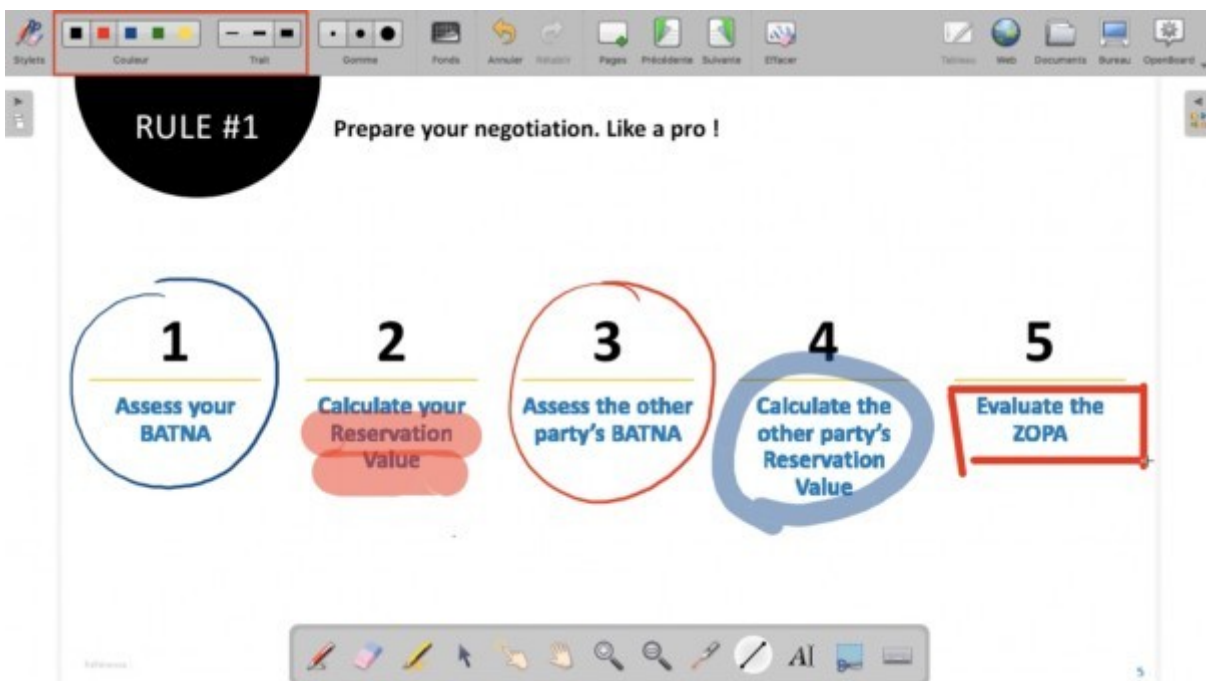 Stylets Couleur Trait Gomme Fonds Annuler Rétablir Pages Précédente Suivante Effacer Tableau Web Documents Bureau OpenBoard
RULE #1
Prepare your negotiation. Like a pro !
1
Assess your
BATNA
2
Calculate your
Reservation
Value
3
Assess the other
party's BATNA
4
Calculate the
other party's
Reservation
Value
5
Evaluate the
ZOPA
AI
5